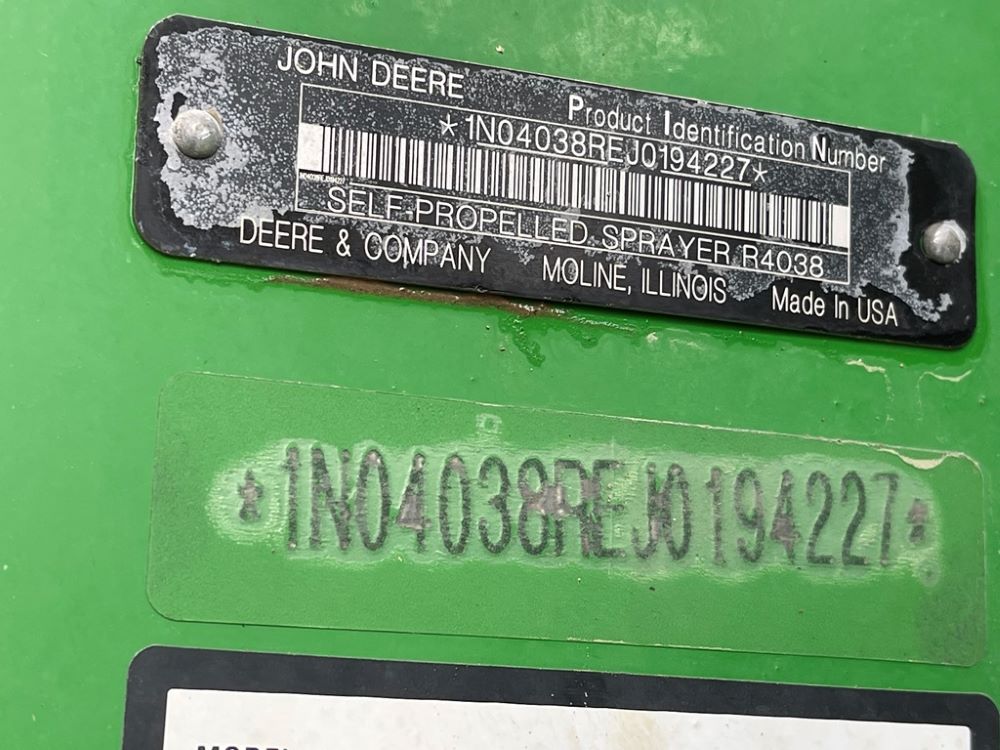 JOHN DEERE
Product Identification Number
*1N04038REJ0194227*
SELF-PROPELLED SPRAYER R4038
DEERE & COMPANY MOLINE, ILLINOIS Made In USA
*1N04038REJ0194227*